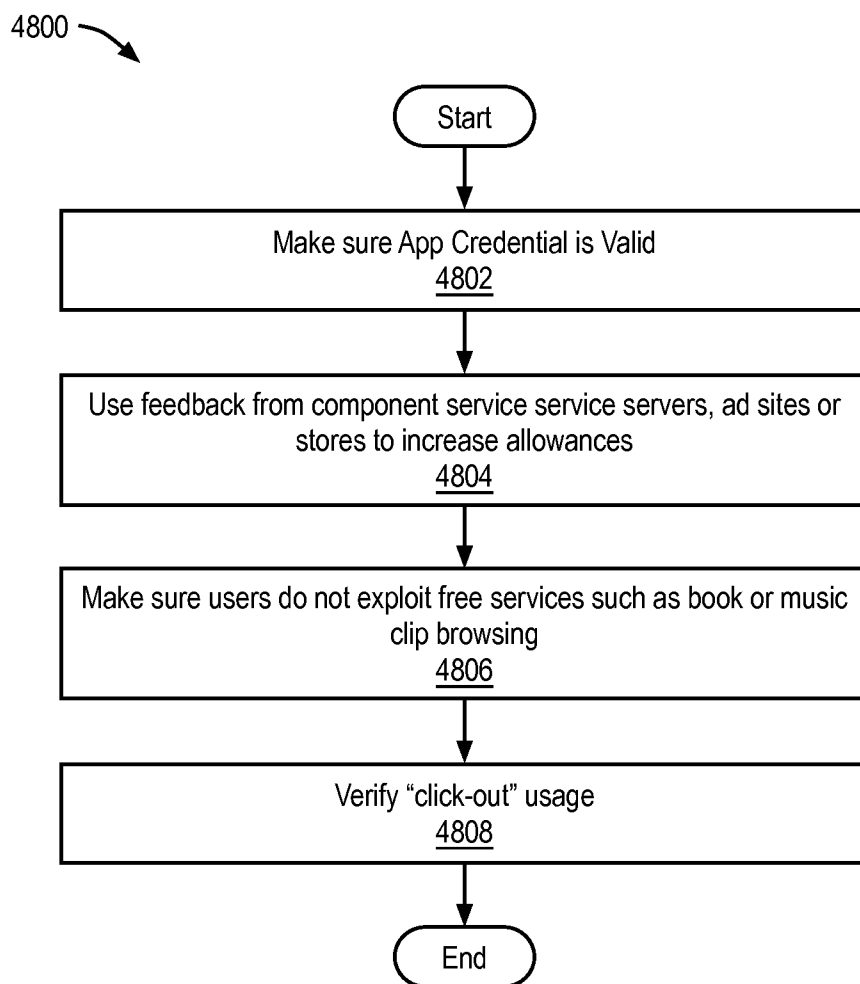 4800
Start
Make sure App Credential is Valid
4802
Use feedback from component service service servers, ad sites or
stores to increase allowances
4804
Make sure users do not exploit free services such as book or music
clip browsing
4806
Verify “click-out” usage
4808
End